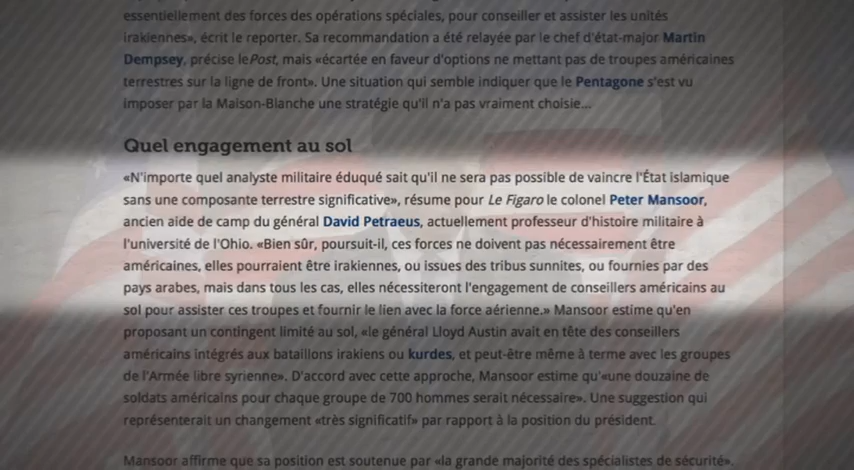 essentiellement des forces des opérations spéciales, pour conseiller et assister les unités
irakiennes», écrit le reporter. Sa recommandation a été relayée par le chef d'état-major Martin
Dempsey, précise le Post, mais «écartée en faveur d'options ne mettant pas de troupes américaines
terrestres sur la ligne de front». Une situation qui semble indiquer que le Pentagone s'est vu
imposer par la Maison-Blanche une stratégie qu'il n'a pas vraiment choisie...
Quel engagement au sol
«N'importe quel analyste militaire éduqué sait qu'il ne sera pas possible de vaincre l'État islamique
sans une composante terrestre significative», résume pour Le Figaro le colonel Peter Mansoor,
ancien aide de camp du général David Petraeus, actuellement professeur d'histoire militaire à
l'université de l'Ohio. «Bien sûr, poursuit-il, ces forces ne doivent pas nécessairement être
américaines, elles pourraient être irakiennes, ou issues des tribus sunnites, ou fournies par des
pays arabes, mais dans tous les cas, elles nécessiteront l'engagement de conseillers américains au
sol pour assister ces troupes et fournir le lien avec la force aérienne.» Mansoor estime qu'en
proposant un contingent limité au sol, «le général Lloyd Austin avait en tête des conseillers
américains intégrés aux bataillons irakiens ou kurdes, et peut-être même à terme avec les groupes
de l'Armée libre syrienne». D'accord avec cette approche, Mansoor estime qu'«une douzaine de
soldats américains pour chaque groupe de 700 hommes serait nécessaire». Une suggestion qui
représenterait un changement «très significatif» par rapport à la position du président.
Mansoor affirme que sa position est soutenue par «la grande majorité des spécialistes de sécurité».